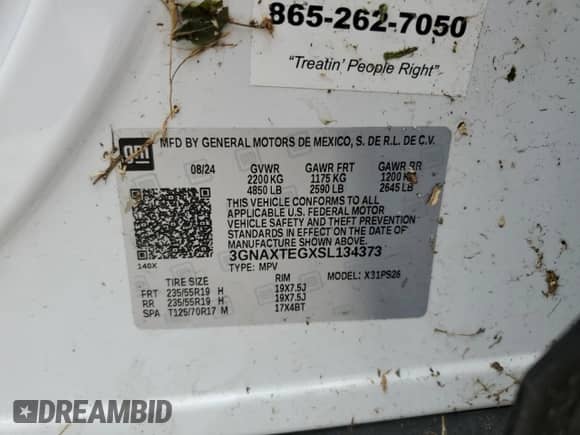 865-262-7050
"Treatin' People Right"
gm
MFD BY GENERAL MOTORS DE MEXICO, S. DE R.L. DE C.V.
08/24 GVWR GAWR FRT GAWR RR
2200 KG 1175 KG 1200 KG
4850 LB 2590 LB 2645 LB
THIS VEHICLE CONFORMS TO ALL
APPLICABLE U.S. FEDERAL MOTOR
VEHICLE SAFETY AND THEFT PREVENTION
STANDARDS IN EFFECT ON THE DATE OF
MANUFACTURE SHOWN ABOVE.
140X
3GNAXTEGXSL134373
TYPE: MPV MODEL: X31PS26
TIRE SIZE RIM
FRT 235/55R19 H 19X7.5J
RR 235/55R19 H 19X7.5J
SPA T125/70R17 M 17X4BT
DREAMBID